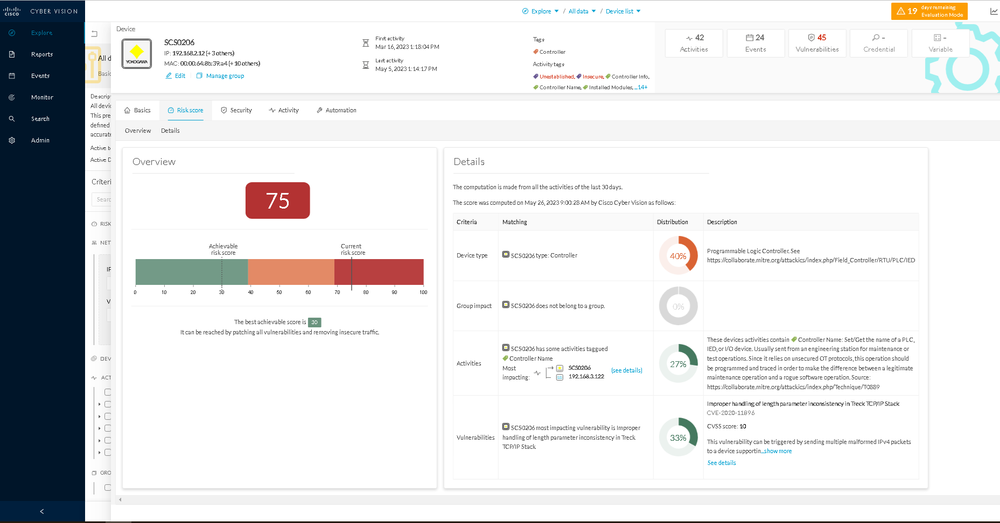 cisco
CYBER VISION
Explore
Reports
Events
Monitor
Search
Admin
Explore / All data / Device list
19 days remaining
Evaluation Mode
All d
Basic
Descrip
All devic
This pre
defined
accurate
Active b
Active D
Criteri
Searc
RISK
NET
IF
V
DEV
ACT
GRO
Device
YOKOGAWA
SCS0206
IP: 192.168.2.12 (+ 3 others)
MAC: 00:00:64:8b:39:a4 (+ 10 others)
Edit
Manage group
First activity
Mar 16, 2023 1:18:04 PM
Last activity
May 5, 2023 1:14:17 PM
Tags
Controller
Activity tags
Unestablished, Insecure, Controller Info,
Controller Name, Installed Modules, ...14+
42
Activities
24
Events
45
Vulnerabilities
-
Credential
-
Variable
Basics
Risk score
Security
Activity
Automation
Overview
Details
Overview
75
Achievable
risk score
Current
risk score
0 10 20 30 40 50 60 70 80 90 100
The best achievable score is 30
It can be reached by patching all vulnerabilities and removing insecure traffic.
Details
The computation is made from all the activities of the last 30 days.
The score was computed on May 26, 2023 9:00:28 AM by Cisco Cyber Vision as follows:
Criteria Matching Distribution Description
Device type
SCS0206 type: Controller
40%
Programmable Logic Controller. See
https://collaborate.mitre.org/attackics/index.php/Field_Controller/RTU/PLC/IED
Group impact
SCS0206 does not belong to a group.
0%
Activities
SCS0206 has some activities taggued
Controller Name
Most
impacting:
SCS0206
192.168.3.122
(see details)
27%
These devices activities contain Controller Name: Set/Get the name of a PLC,
IED, or I/O device. Usually sent from an engineering station for maintenance or
test operations. Since it relies on unsecured OT protocols, this operation should
be programmed and traced in order to make the difference between a legitimate
maintenance operation and a rogue software operation. Source:
https://collaborate.mitre.org/attackics/index.php/Technique/T0889
Vulnerabilities
SCS0206 most impacting vulnerability is Improper
handling of length parameter inconsistency in Treck
TCP/IP Stack
33%
Improper handling of length parameter inconsistency in Treck TCP/IP Stack
CVE-2020-11896
CVSS score: 10
This vulnerability can be triggered by sending multiple malformed IPv4 packets
to a device supportin...show more
See details